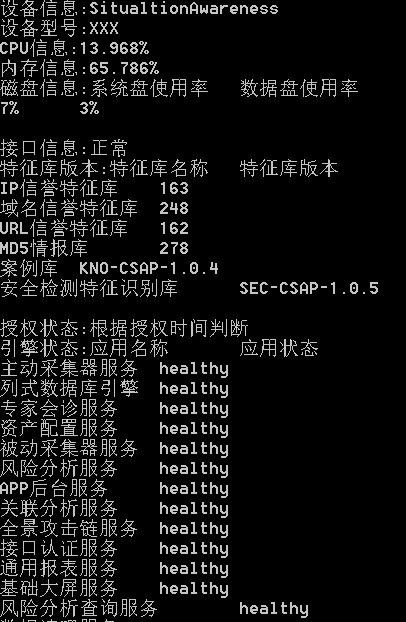 设备信息:SitualtionAwareness
设备型号:XXX
CPU信息:13.968%
内存信息:65.786%
磁盘信息:系统盘使用率 数据盘使用率
7% 3%
接口信息:正常
特征库版本:特征库名称 特征库版本
IP信誉特征库 163
域名信誉特征库 248
URL信誉特征库 162
MD5情报库 278
案例库 KNO-CSAP-1.0.4
安全检测特征识别库 SEC-CSAP-1.0.5
授权状态:根据授权时间判断
引擎状态:应用名称 应用状态
主动采集器服务 healthy
列式数据库引擎 healthy
专家会诊服务 healthy
资产配置服务 healthy
被动采集器服务 healthy
风险分析服务 healthy
APP后台服务 healthy
关联分析服务 healthy
全景攻击链服务 healthy
接口认证服务 healthy
通用报表服务 healthy
基础大屏服务 healthy
风险分析查询服务 healthy